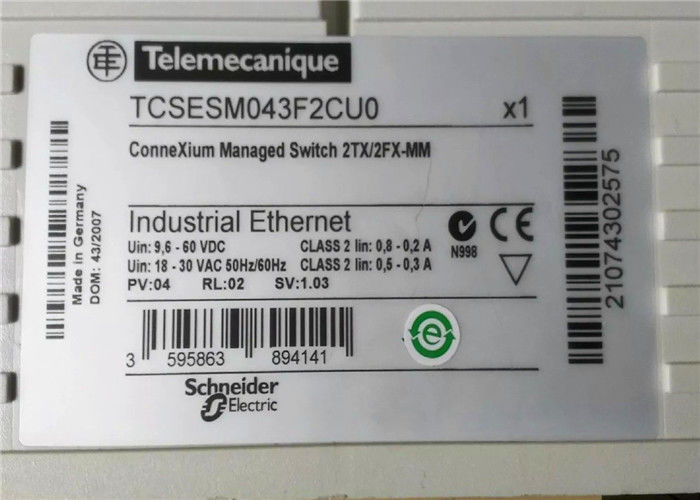 Telemecanique
TCSESM043F2CU0 x1
ConneXium Managed Switch 2TX/2FX-MM
Industrial Ethernet
Uin: 9,6 - 60 VDC CLASS 2 Iin: 0,8 - 0,2 A
Uin: 18 - 30 VAC 50Hz/60Hz CLASS 2 Iin: 0,5 - 0,3 A
PV:04 RL:02 SV:1.03
N998
CE
3 595863 894141
e
Schneider
Electric
Made in Germany
DOM: 43/2007
21074302575